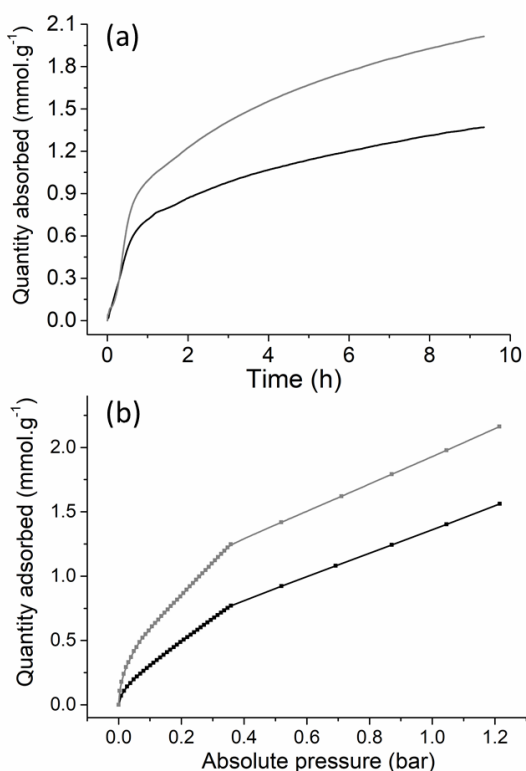 (a)
Quantity absorbed (mmol.g⁻¹)
2.1
1.8
1.5
1.2
0.9
0.6
0.3
0.0
0 2 4 6 8 10
Time (h)
(b)
Quantity adsorbed (mmol.g⁻¹)
2.0
1.5
1.0
0.5
0.0
0.0 0.2 0.4 0.6 0.8 1.0 1.2
Absolute pressure (bar)